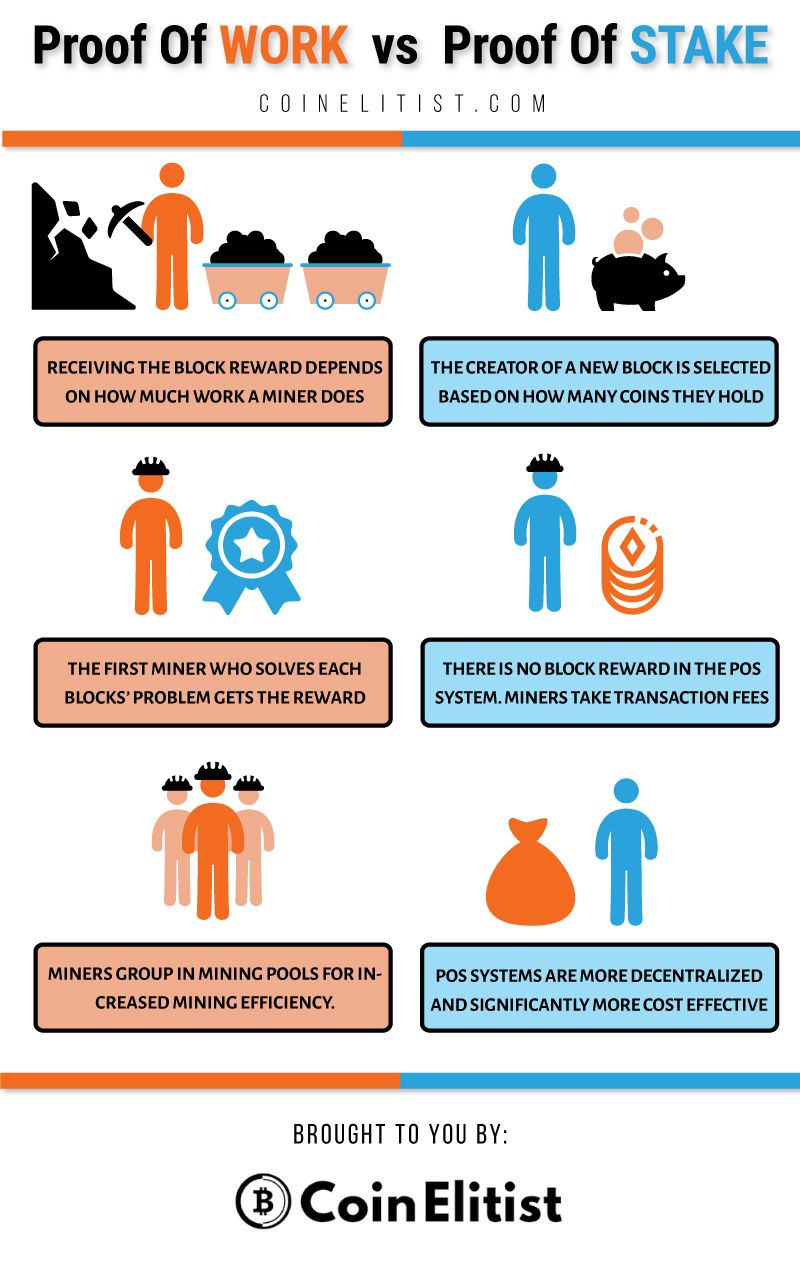 Proof Of WORK vs Proof Of STAKE
COINELITIST.COM
RECEIVING THE BLOCK REWARD DEPENDS
ON HOW MUCH WORK A MINER DOES
THE CREATOR OF A NEW BLOCK IS SELECTED
BASED ON HOW MANY COINS THEY HOLD
THE FIRST MINER WHO SOLVES EACH
BLOCKS' PROBLEM GETS THE REWARD
THERE IS NO BLOCK REWARD IN THE POS
SYSTEM. MINERS TAKE TRANSACTION FEES
MINERS GROUP IN MINING POOLS FOR IN-
CREASED MINING EFFICIENCY.
POS SYSTEMS ARE MORE DECENTRALIZED
AND SIGNIFICANTLY MORE COST EFFECTIVE
BROUGHT TO YOU BY:
CoinElitist